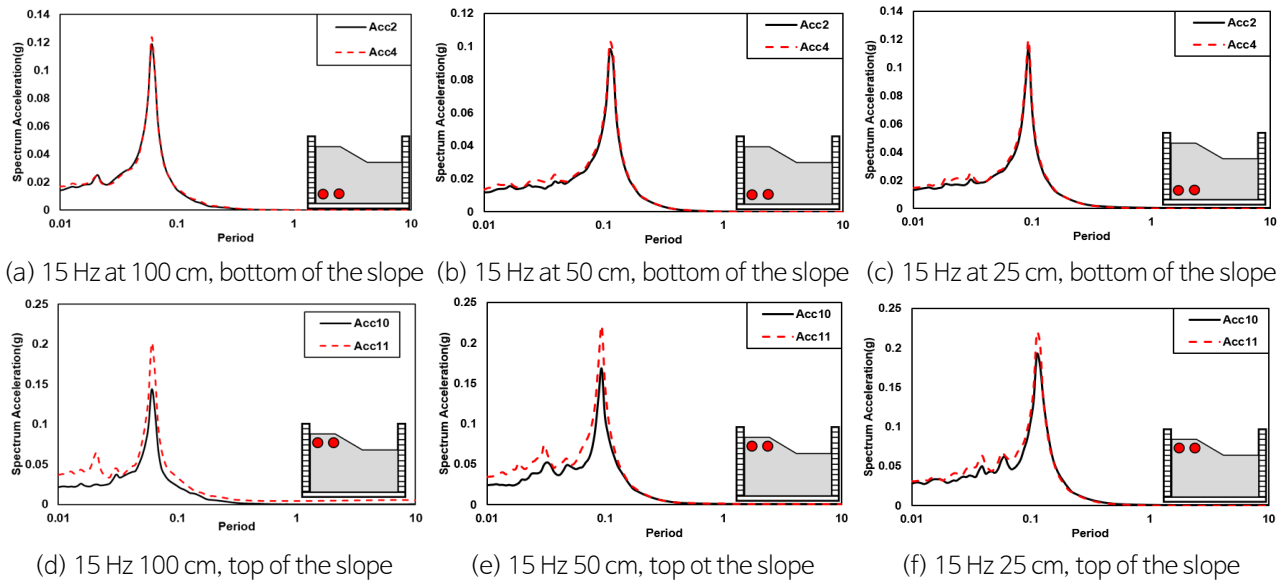 Spectrum Acceleration(g)
0.14
0.12
0.1
0.08
0.06
0.04
0.02
0
0.01
0.1
1
10
Period
Acc2
Acc4
(a) 15 Hz at 100 cm, bottom of the slope
Spectrum Acceleration(g)
0.12
0.1
0.08
0.06
0.04
0.02
0
0.01
0.1
1
10
Period
Acc2
Acc4
(b) 15 Hz at 50 cm, bottom of the slope
Spectrum Acceleration(g)
0.14
0.12
0.1
0.08
0.06
0.04
0.02
0
0.01
0.1
1
10
Period
Acc2
Acc4
(c) 15 Hz at 25 cm, bottom of the slope
Spectrum Acceleration(g)
0.25
0.2
0.15
0.1
0.05
0
0.01
0.1
1
10
Period
Acc10
Acc11
(d) 15 Hz 100 cm, top of the slope
Spectrum Acceleration(g)
0.25
0.2
0.15
0.1
0.05
0
0.01
0.1
1
10
Period
Acc10
Acc11
(e) 15 Hz 50 cm, top ot the slope
Spectrum Acceleration(g)
0.25
0.2
0.15
0.1
0.05
0
0.01
0.1
1
10
Period
Acc10
Acc11
(f) 15 Hz 25 cm, top of the slope